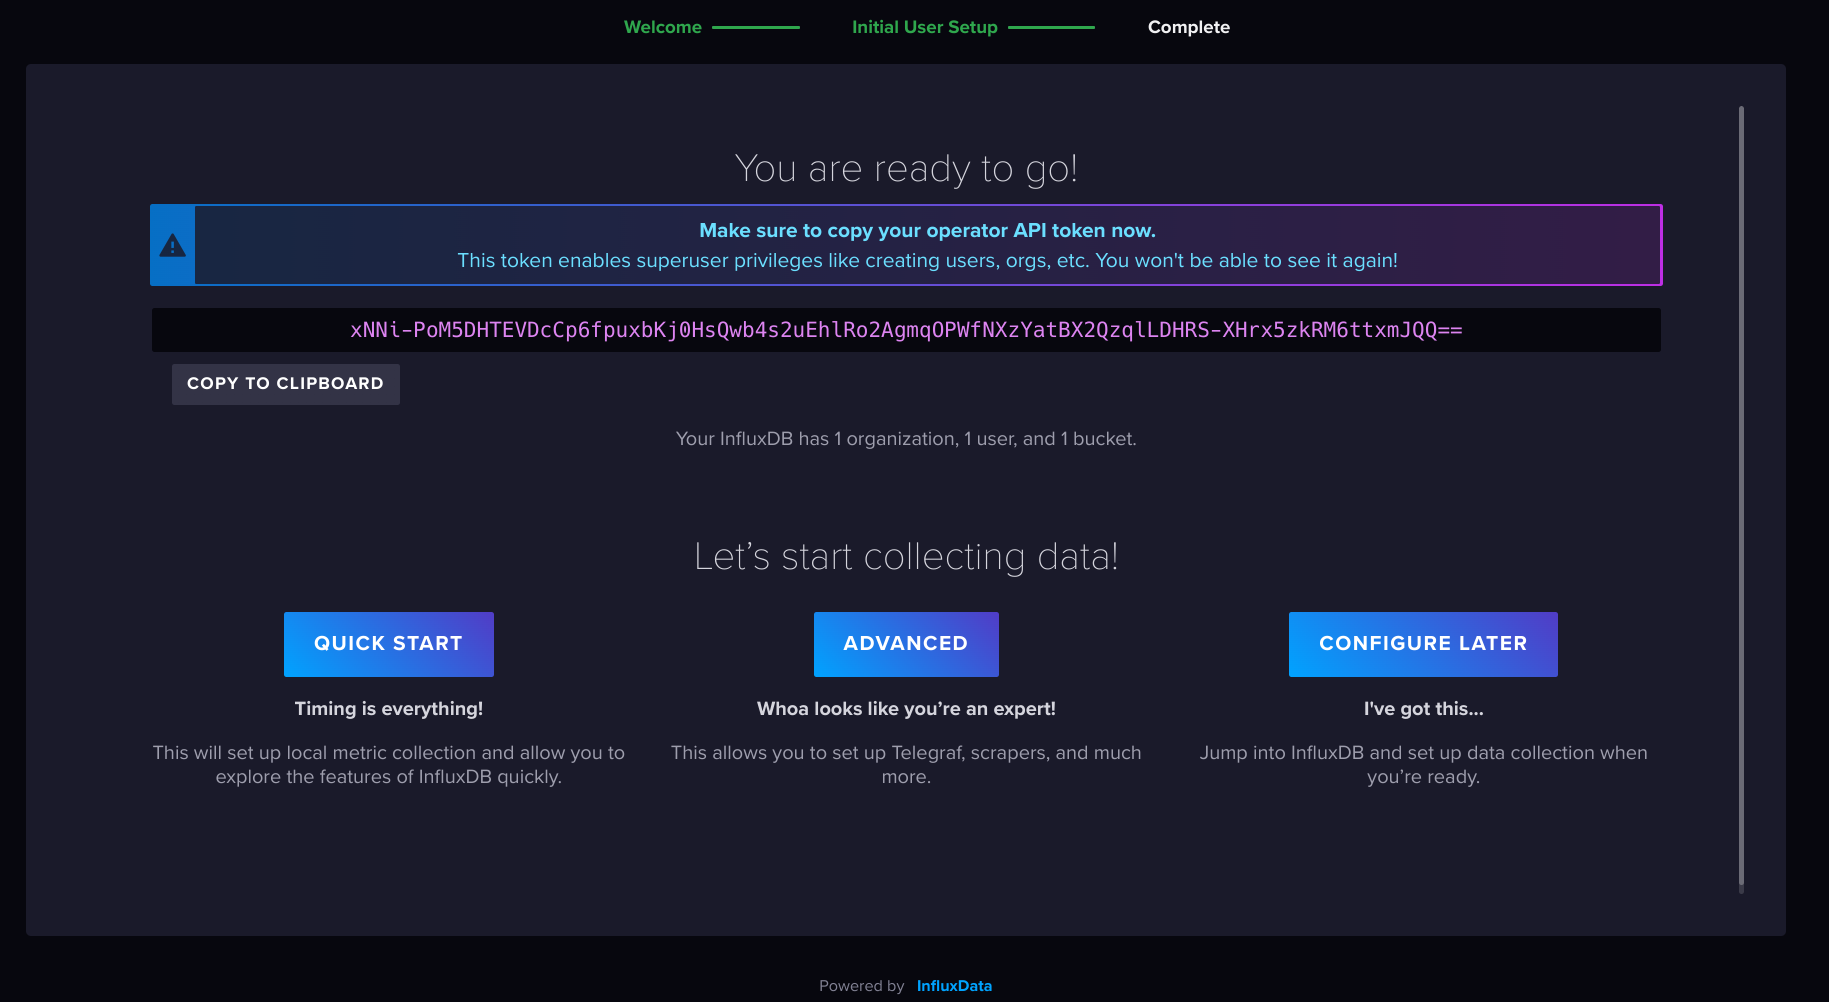 Welcome
Initial User Setup
Complete
You are ready to go!
Make sure to copy your operator API token now.
This token enables superuser privileges like creating users, orgs, etc. You won't be able to see it again!
xNNi-PoM5DHTEVDcCp6fpuxbKj0HsQwb4s2uEhlRo2AgmqOPWfNXzYatBX2QzqlLDHRS-XHrx5zkRM6ttxmJQQ==
COPY TO CLIPBOARD
Your InfluxDB has 1 organization, 1 user, and 1 bucket.
Let’s start collecting data!
QUICK START
Timing is everything!
This will set up local metric collection and allow you to
explore the features of InfluxDB quickly.
ADVANCED
Whoa looks like you’re an expert!
This allows you to set up Telegraf, scrapers, and much
more.
CONFIGURE LATER
I've got this...
Jump into InfluxDB and set up data collection when
you’re ready.
Powered by InfluxData